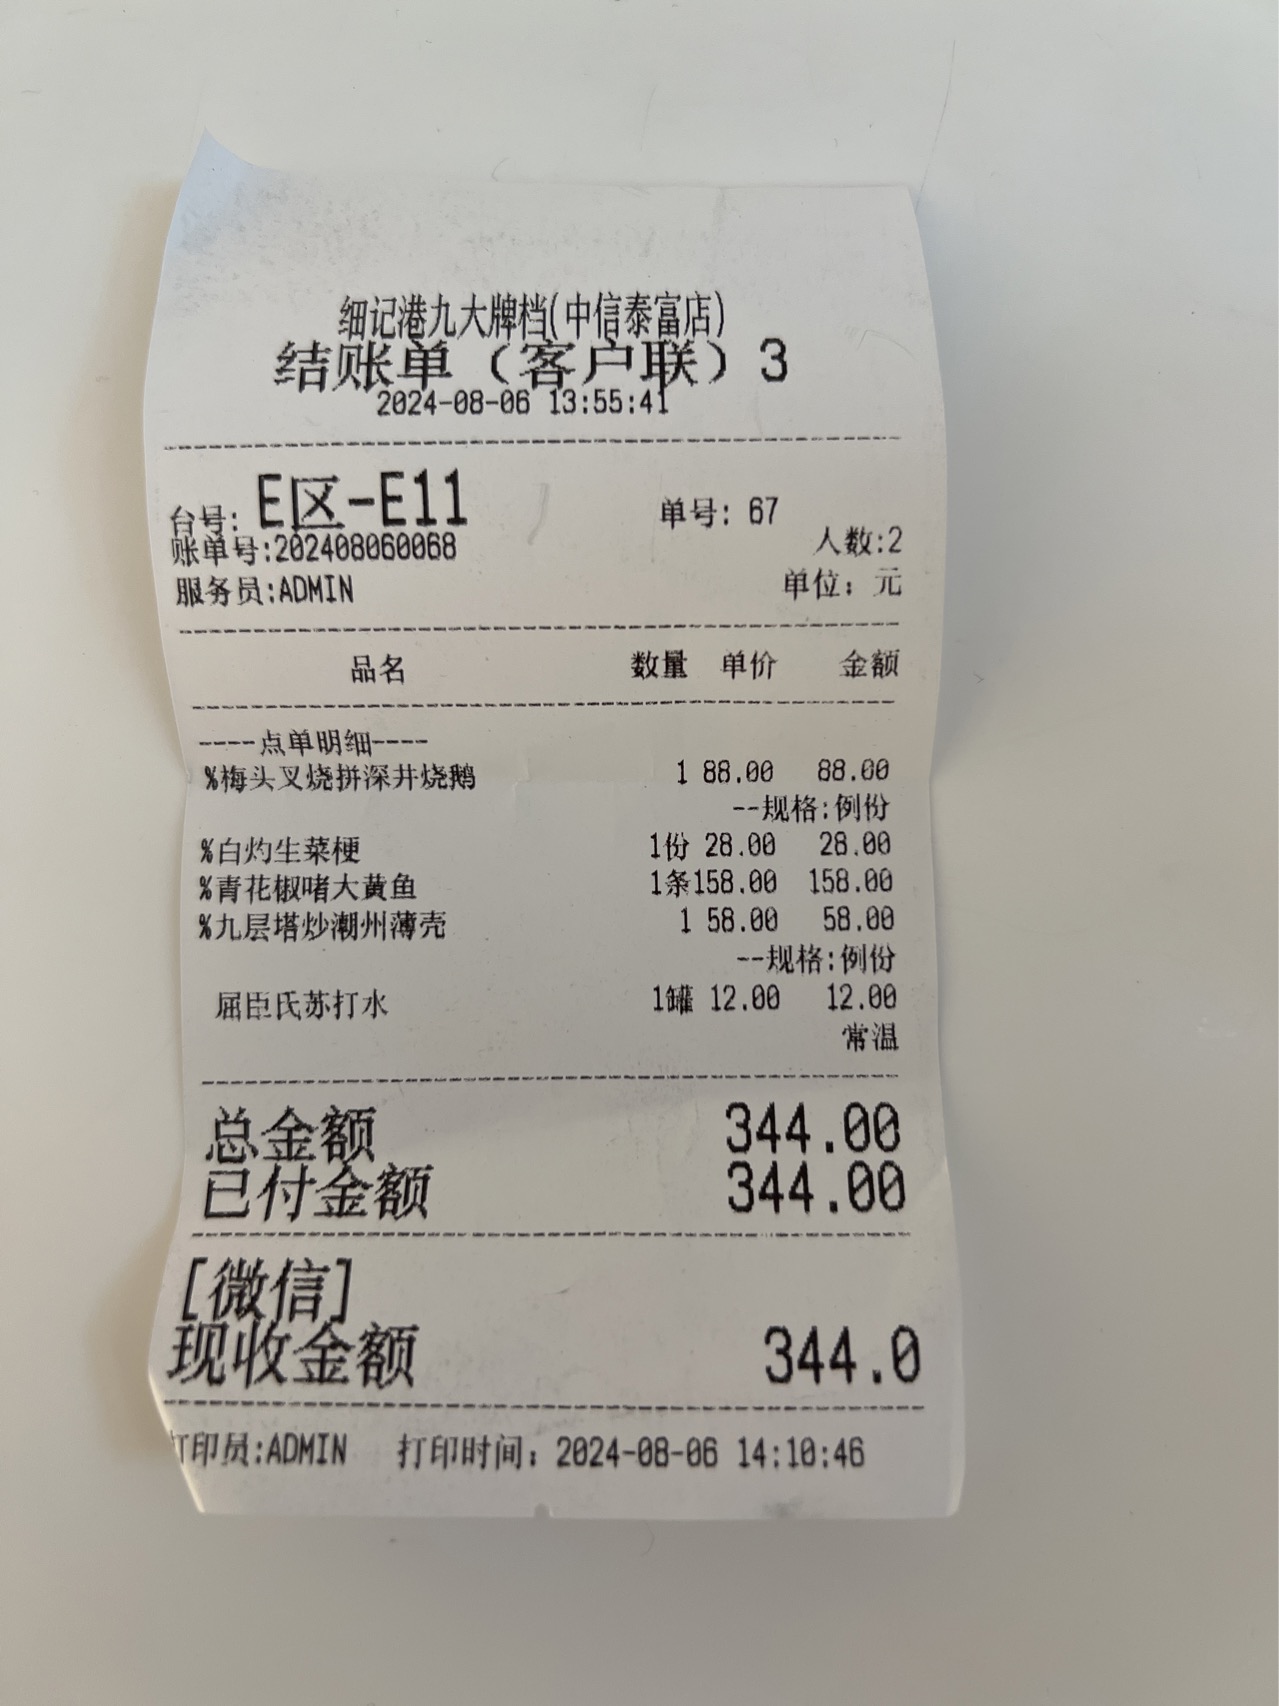 细记港九大牌档(中信泰富店)
结账单（客户联）3
2024-08-06 13:55:41
台号: E区-E11 单号: 67
账单号:202408060068 人数:2
服务员:ADMIN 单位: 元
品名 数量 单价 金额
----点单明细----
%梅头叉烧拼深井烧鹅 1 88.00 88.00
--规格:例份
%白灼生菜梗 1份 28.00 28.00
%青花椒啫大黄鱼 1条158.00 158.00
%九层塔炒潮州薄壳 1 58.00 58.00
--规格:例份
屈臣氏苏打水 1罐 12.00 12.00
常温
总金额 344.00
已付金额 344.00
[微信]
现收金额 344.0
打印员:ADMIN 打印时间: 2024-08-06 14:10:46